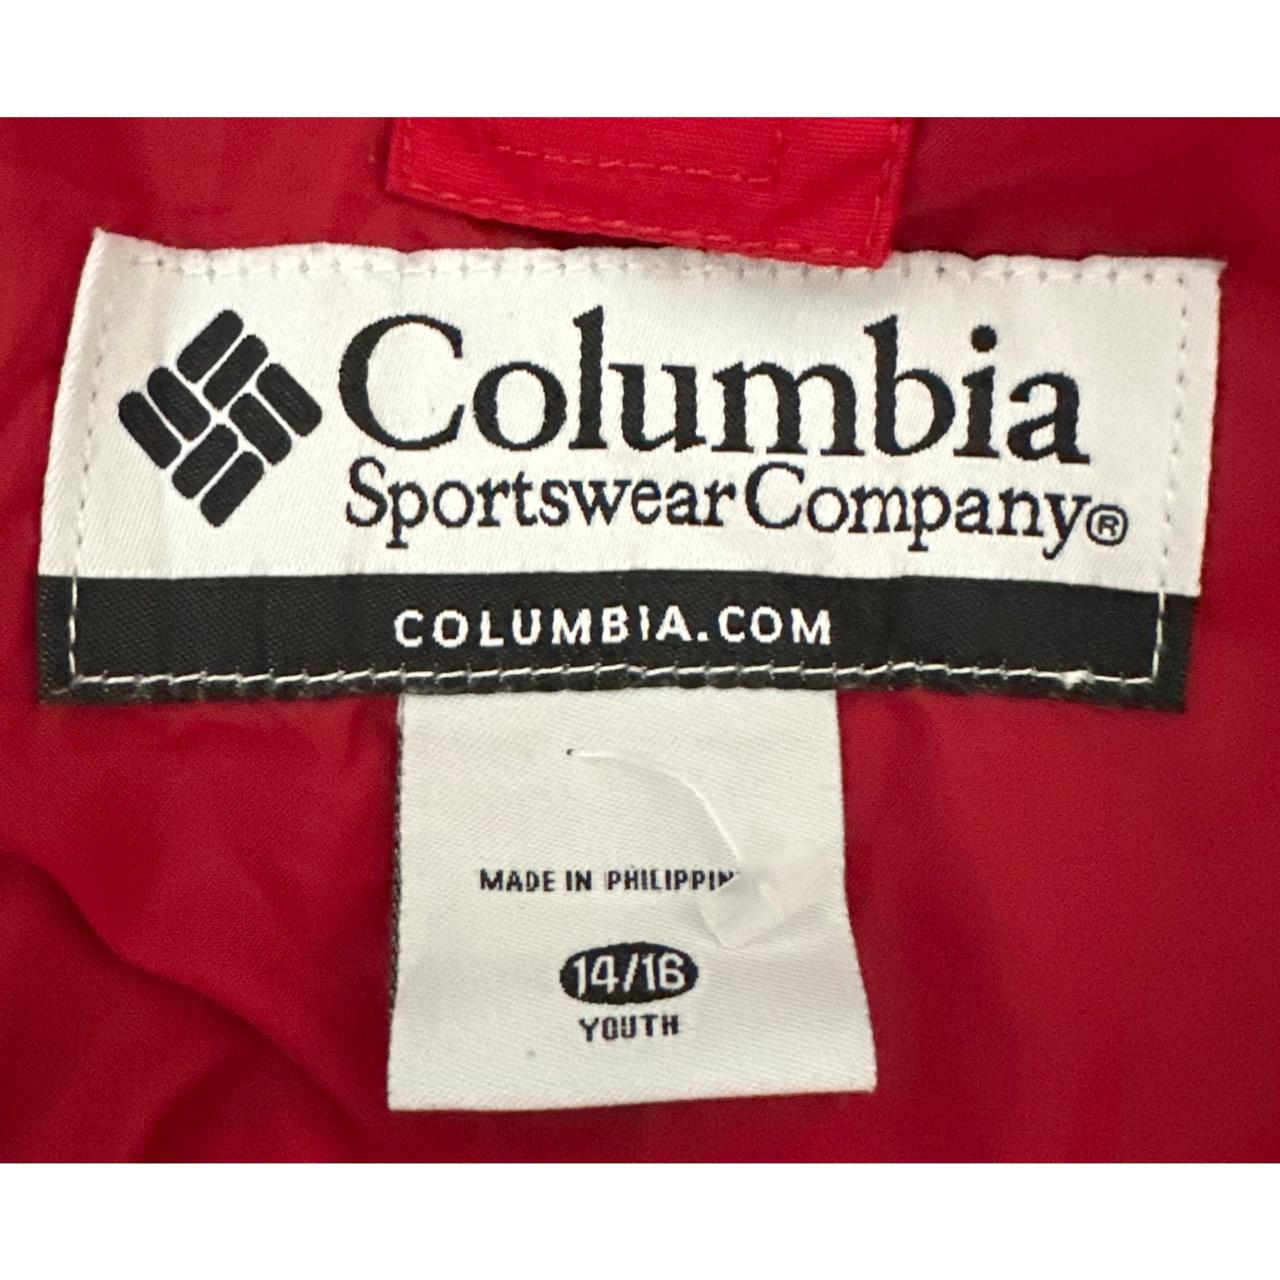 Columbia
Sportswear Company®
COLUMBIA.COM
MADE IN PHILIPPIN
14/16
YOUTH